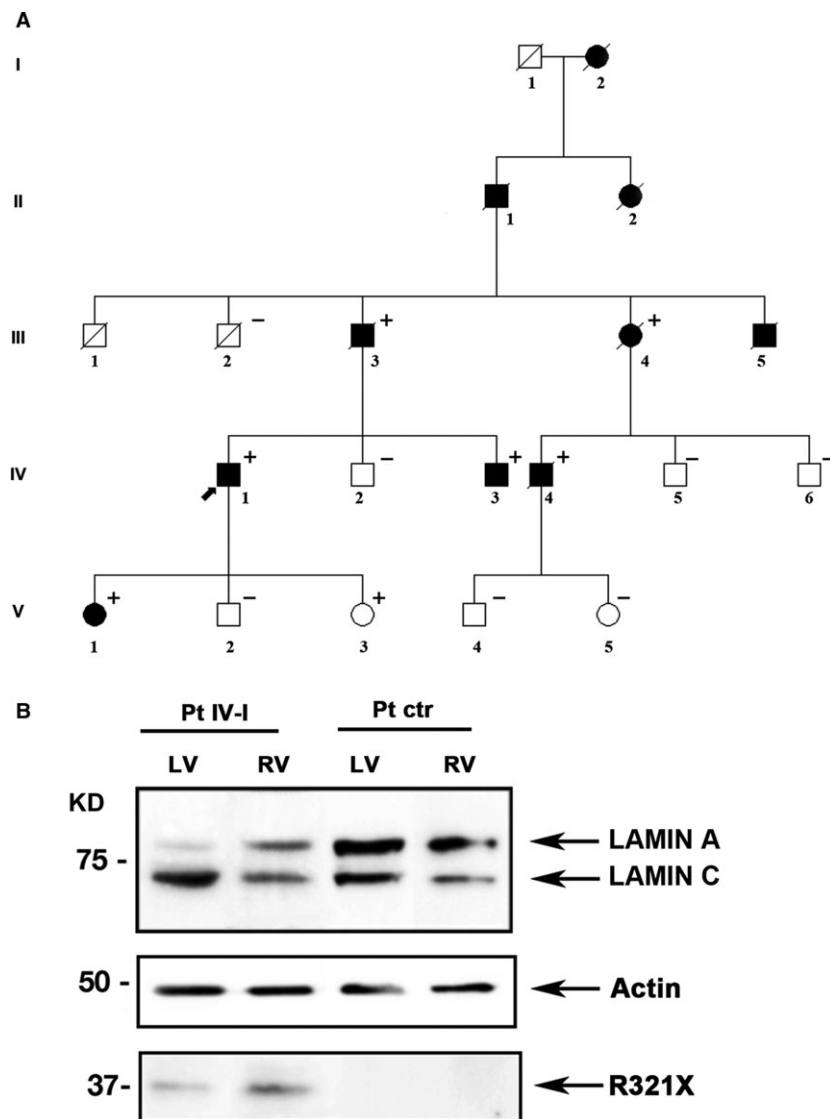 A
I
1 2
II
1 2
− + +
III
1 2 3 4 5
+ − + + − −
IV
1 2 3 4 5 6
+ − + − −
V
1 2 3 4 5
B
Pt IV-I Pt ctr
LV RV LV RV
KD
LAMIN A
75 -
LAMIN C
50 - Actin
37- R321X